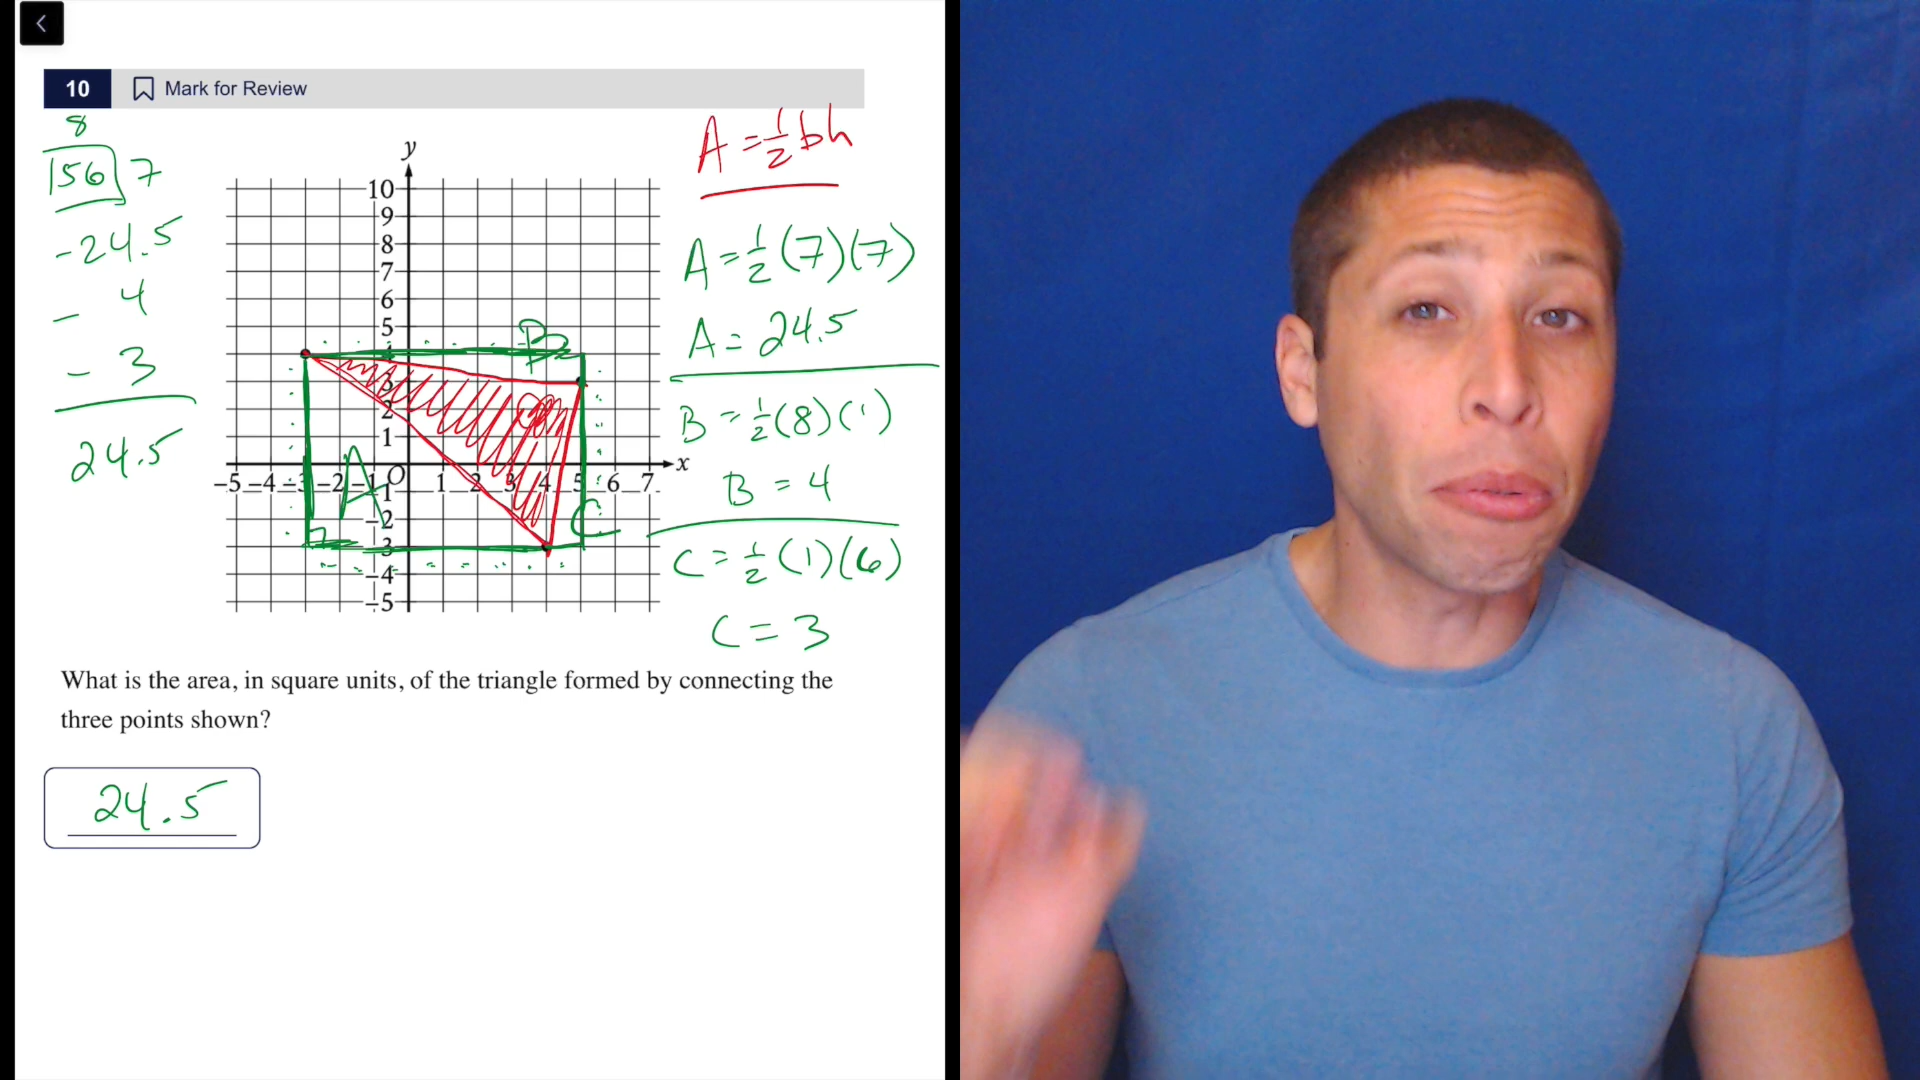 10 Mark for Review
8
56 7
-24.5
- 4
- 3
24.5
y
10
9
8
7
6
5
3
2
1
-5 -4 -3 -2 -1 O 1 2 3 4 5 6 7 x
-1
-2
-3
-4
-5
A
B
C
A = 1/2 bh
A = 1/2 (7)(7)
A = 24.5
B = 1/2 (8)(1)
B = 4
C = 1/2 (1)(6)
C = 3
What is the area, in square units, of the triangle formed by connecting the
three points shown?
24.5